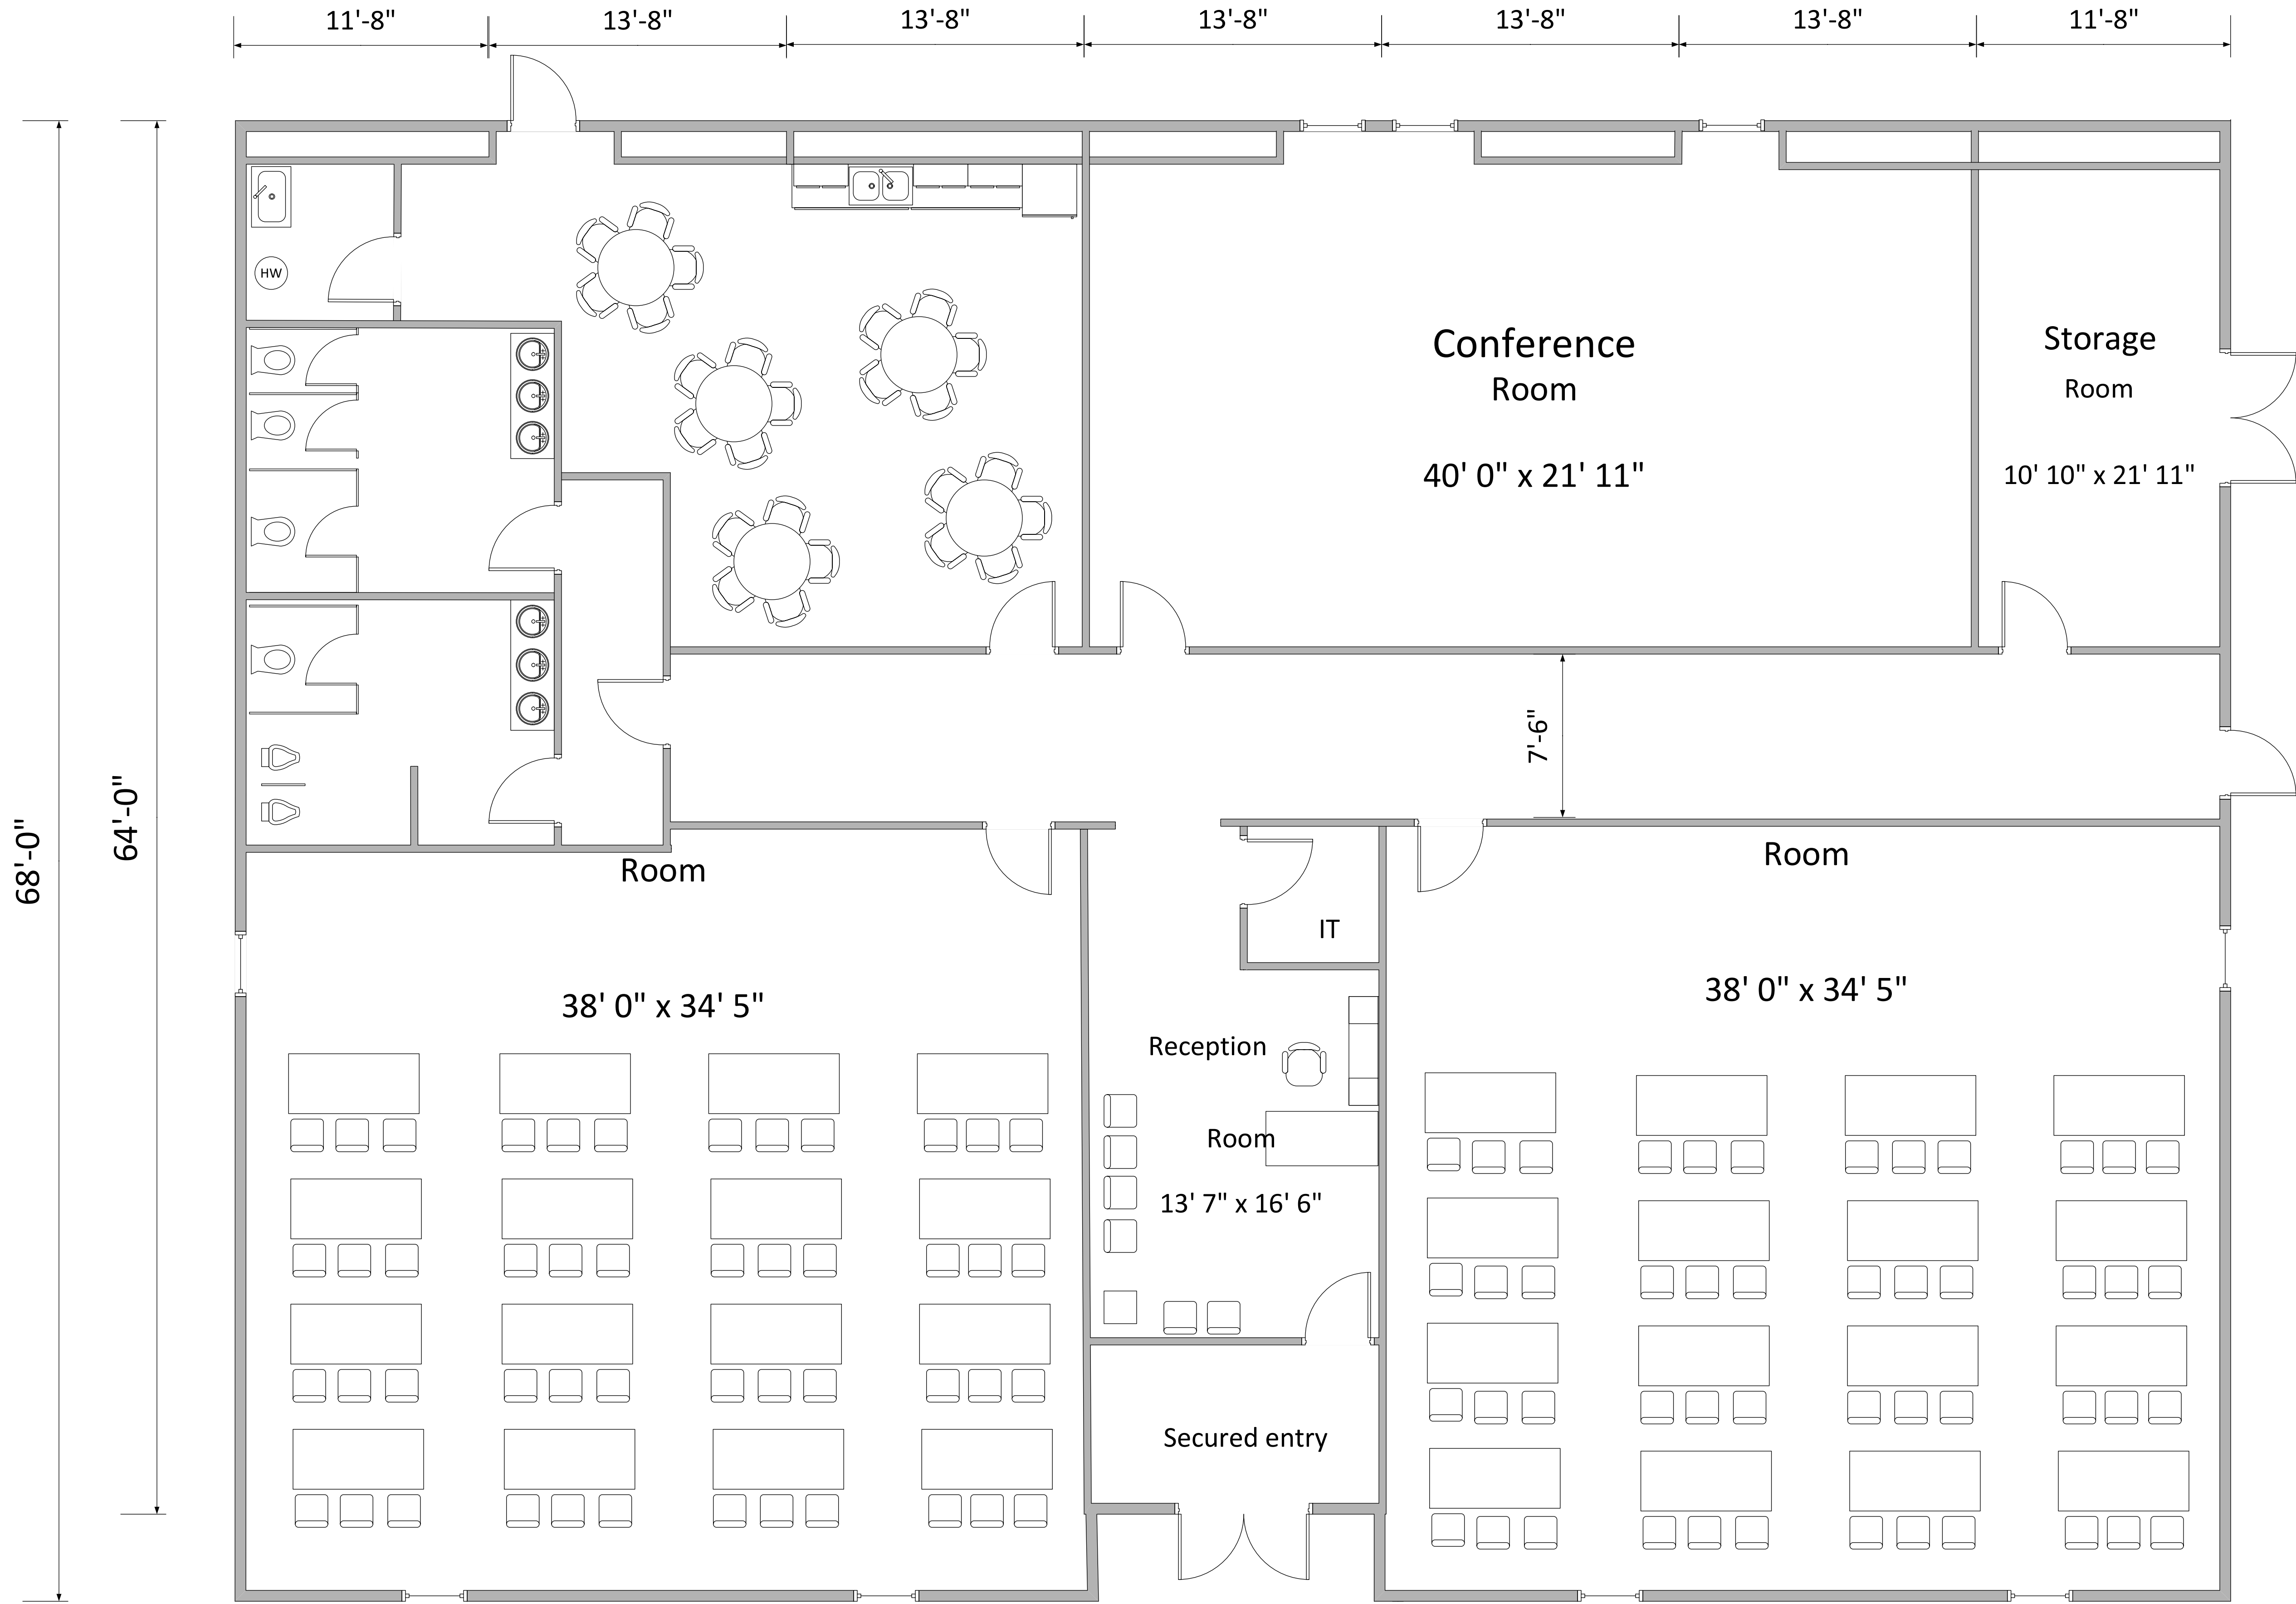 11'-8"
13'-8"
13'-8"
13'-8"
13'-8"
13'-8"
11'-8"
HW
Conference
Room
40' 0" x 21' 11"
Storage
Room
10' 10" x 21' 11"
7'-6"
64'-0"
68'-0"
Room
38' 0" x 34' 5"
IT
Reception
Room
13' 7" x 16' 6"
Secured entry
Room
38' 0" x 34' 5"